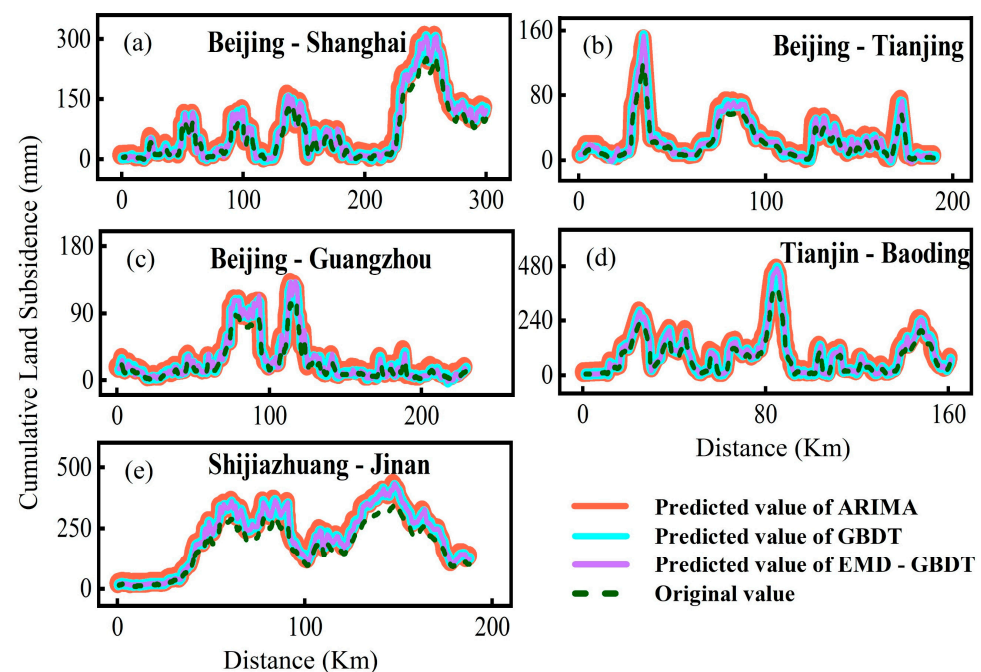 Cumulative Land Subsidence (mm)
(a) Beijing - Shanghai
300
150
0
0 100 200 300
(b) Beijing - Tianjing
160
80
0
0 100 200
(c) Beijing - Guangzhou
180
90
0
0 100 200
(d) Tianjin - Baoding
480
240
0
0 80 160
Distance (Km)
(e) Shijiazhuang - Jinan
500
250
0
0 100 200
Distance (Km)
Predicted value of ARIMA
Predicted value of GBDT
Predicted value of EMD - GBDT
Original value